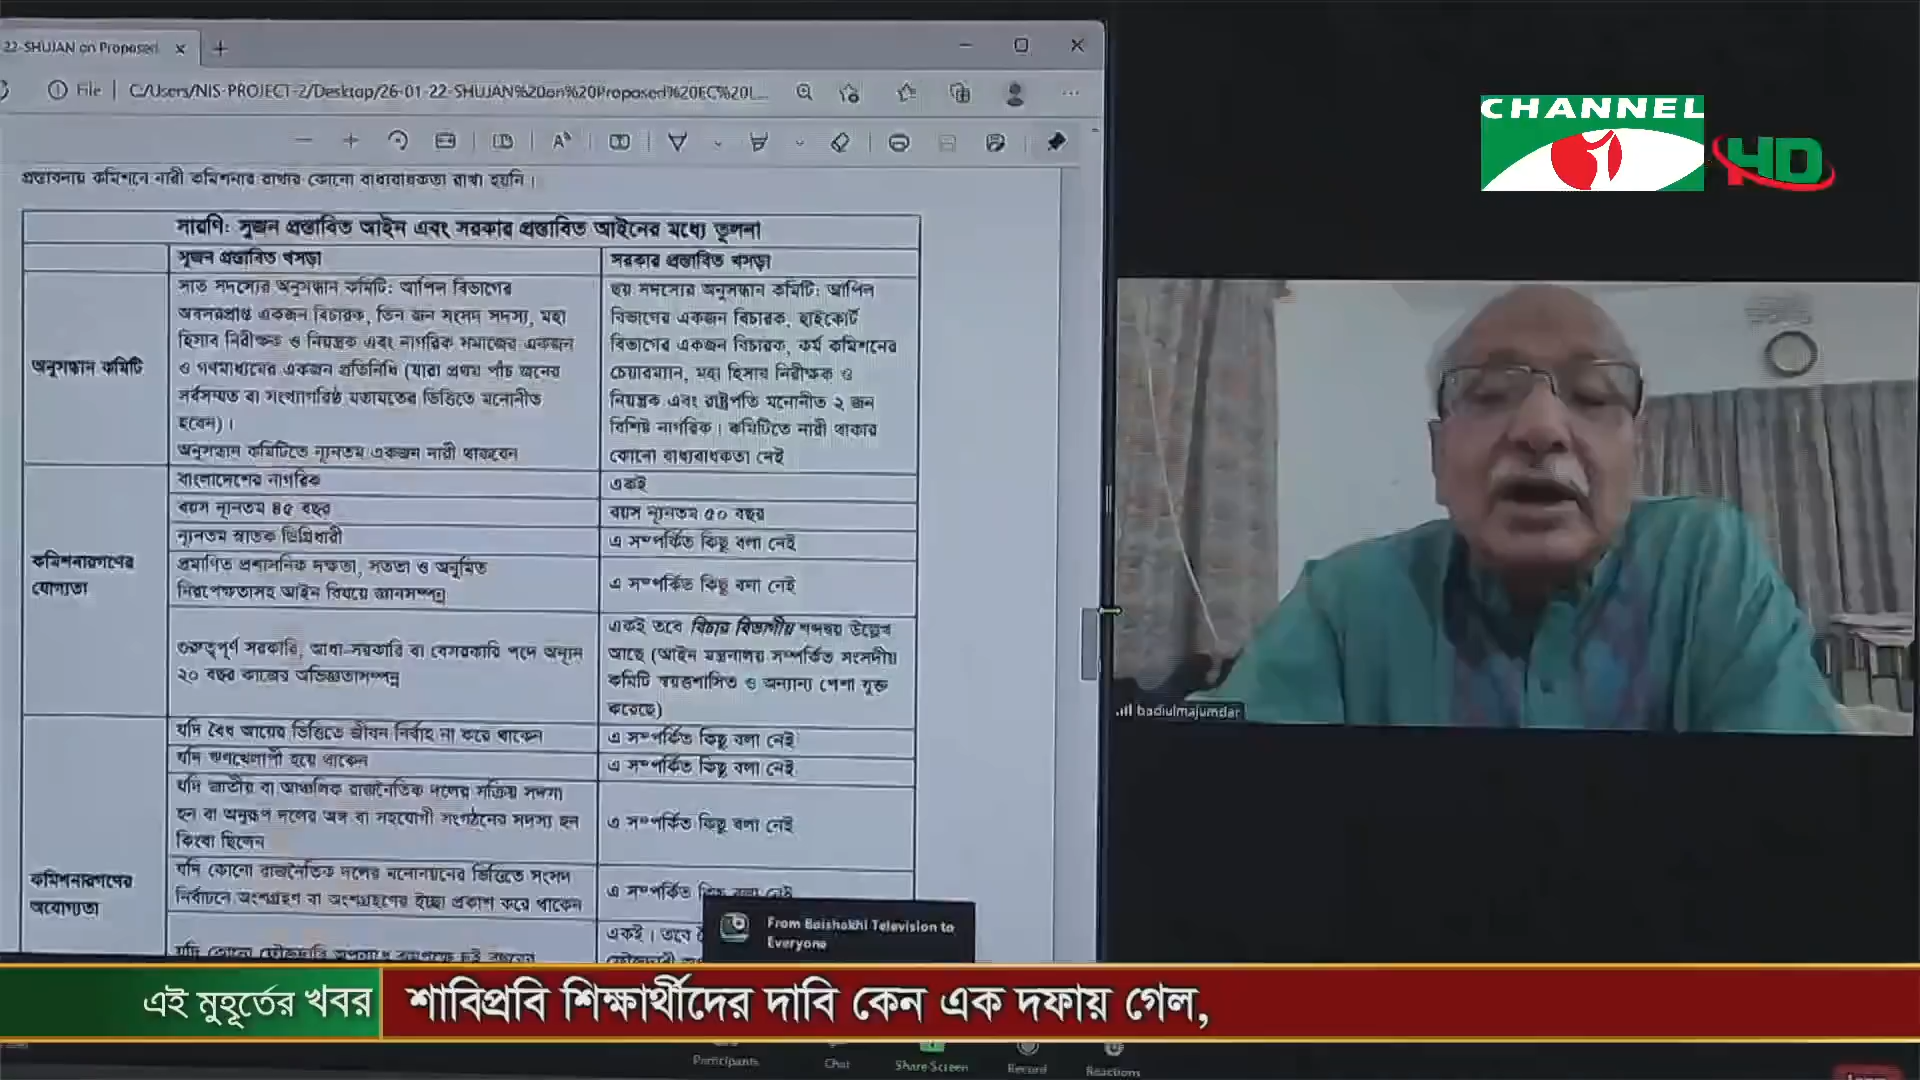 22-SHUJAN on Proposed
File
C:/Users/NIS-PROJECT-2/Desktop/26-01-22-SHUJAN%20on%20Proposed%20EC%20L...
CHANNEL
i HD
প্রস্তাবনায় কমিশনে নারী কমিশনার রাখার কোনো বাধ্যবাধকতা রাখা হয়নি।
সারণি: সুজন প্রস্তাবিত আইন এবং সরকার প্রস্তাবিত আইনের মধ্যে তুলনা
সুজন প্রস্তাবিত খসড়া
সরকার প্রস্তাবিত খসড়া
অনুসন্ধান কমিটি
সাত সদস্যের অনুসন্ধান কমিটি: আপিল বিভাগের
অবসরপ্রাপ্ত একজন বিচারক, তিন জন সংসদ সদস্য, মহা
হিসাব নিরীক্ষক ও নিয়ন্ত্রক এবং নাগরিক সমাজের একজন
ও গণমাধ্যমের একজন প্রতিনিধি (যারা প্রথম পাঁচ জনের
সর্বসম্মত বা সংখ্যাগরিষ্ঠ মতামতের ভিত্তিতে মনোনীত
হবেন)।
অনুসন্ধান কমিটিতে ন্যূনতম একজন নারী থাকবেন
ছয় সদস্যের অনুসন্ধান কমিটি: আপিল
বিভাগের একজন বিচারক, হাইকোর্ট
বিভাগের একজন বিচারক, কর্ম কমিশনের
চেয়ারম্যান, মহা হিসাব নিরীক্ষক ও
নিয়ন্ত্রক এবং রাষ্ট্রপতি মনোনীত ২ জন
বিশিষ্ট নাগরিক। কমিটিতে নারী থাকার
কোনো বাধ্যবাধকতা নেই
কমিশনারগণের
যোগ্যতা
বাংলাদেশের নাগরিক
একই
বয়স ন্যূনতম ৪৫ বছর
বয়স ন্যূনতম ৫০ বছর
ন্যূনতম স্নাতক ডিগ্রিধারী
এ সম্পর্কিত কিছু বলা নেই
প্রমাণিত প্রশাসনিক দক্ষতা, সততা ও অনুমিত
নিরপেক্ষতাসহ আইন বিষয়ে জ্ঞানসম্পন্ন
এ সম্পর্কিত কিছু বলা নেই
গুরুত্বপূর্ণ সরকারি, আধা-সরকারি বা বেসরকারি পদে অন্যূন
২০ বছর কাজের অভিজ্ঞতাসম্পন্ন
একই তবে বিচার বিভাগীয় শব্দদ্বয় উল্লেখ
আছে (আইন মন্ত্রণালয় সম্পর্কিত সংসদীয়
কমিটি স্বায়ত্তশাসিত ও অন্যান্য পেশা যুক্ত
করেছে)
কমিশনারগণের
অযোগ্যতা
যদি বৈধ আয়ের ভিত্তিতে জীবন নির্বাহ না করে থাকেন
এ সম্পর্কিত কিছু বলা নেই
যদি ঋণখেলাপী হয়ে থাকেন
এ সম্পর্কিত কিছু বলা নেই
যদি জাতীয় বা আঞ্চলিক রাজনৈতিক দলের সক্রিয় সদস্য
হন বা অনুরূপ দলের অঙ্গ বা সহযোগী সংগঠনের সদস্য হন
কিংবা ছিলেন
এ সম্পর্কিত কিছু বলা নেই
যদি কোনো রাজনৈতিক দলের মনোনয়নের ভিত্তিতে সংসদ
নির্বাচনে অংশগ্রহণ বা অংশগ্রহণের ইচ্ছা প্রকাশ করে থাকেন
এ সম্পর্কিত কিছু বলা নেই
একই। তবে
From Boishakhi Television to
Everyone
badiulmajumdar
এই মুহূর্তের খবর
শাবিপ্রবি শিক্ষার্থীদের দাবি কেন এক দফায় গেল,
Participants
Chat
Share Screen
Record
Reactions